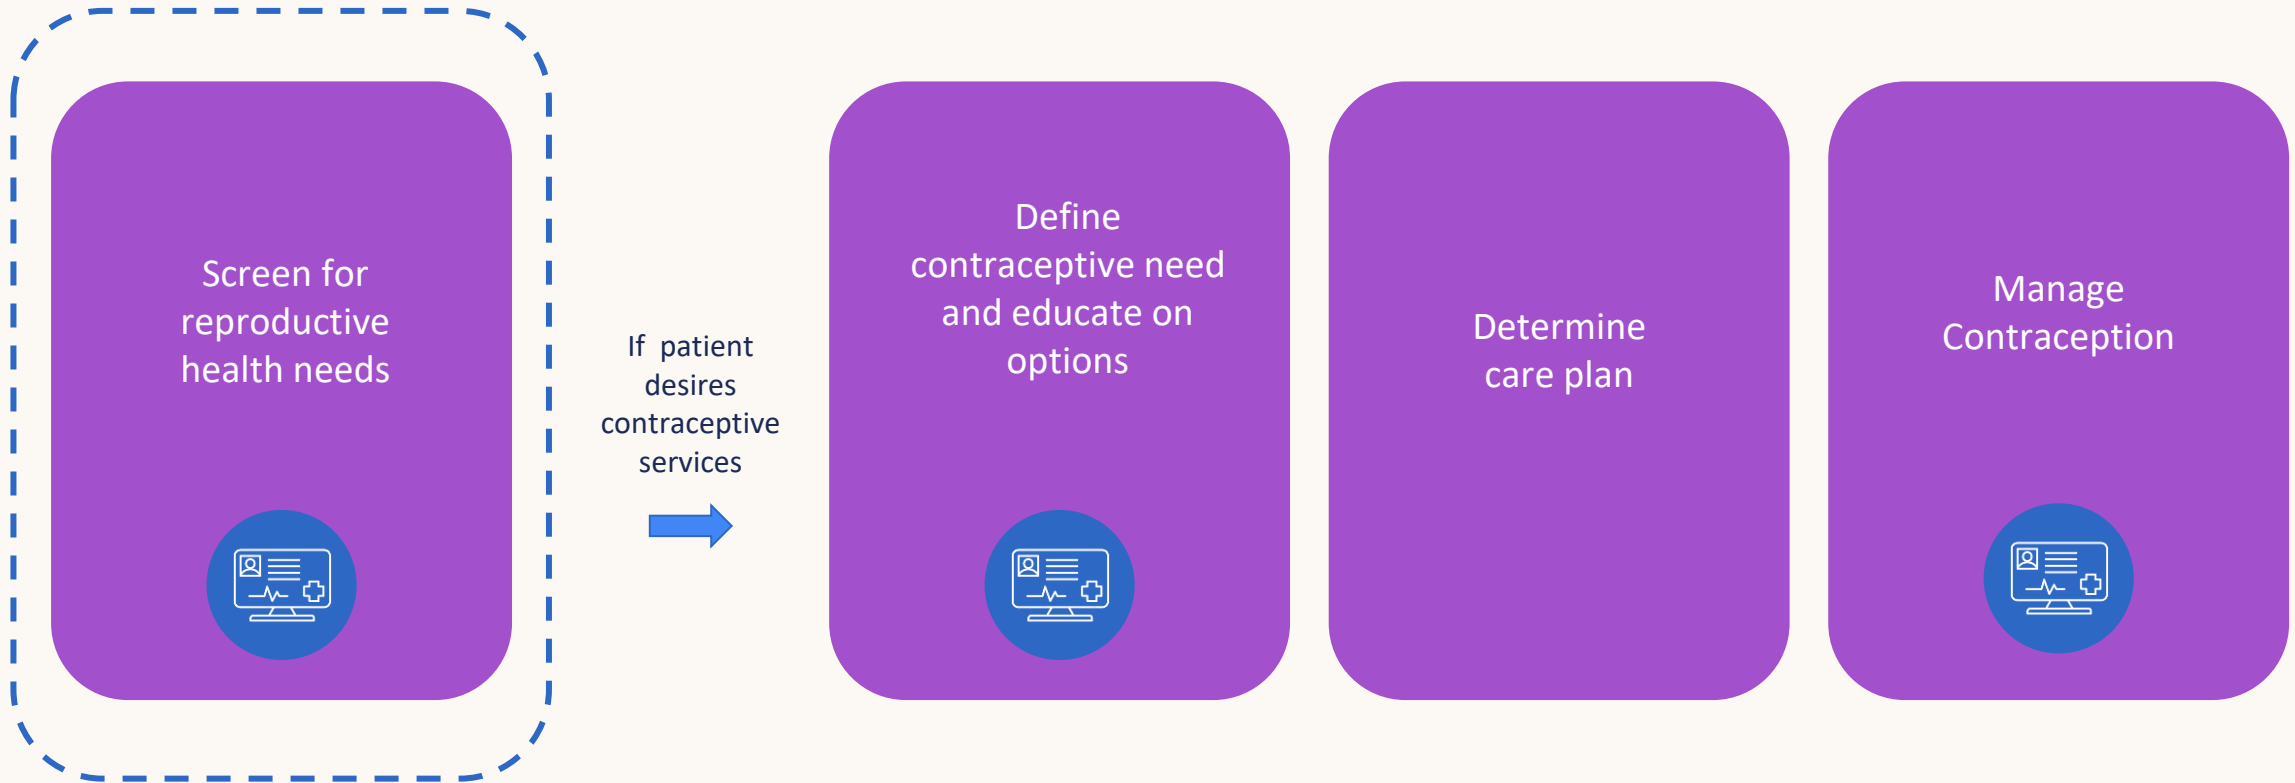 Screen for
reproductive
health needs
If patient
desires
contraceptive
services
Define
contraceptive need
and educate on
options
Determine
care plan
Manage
Contraception